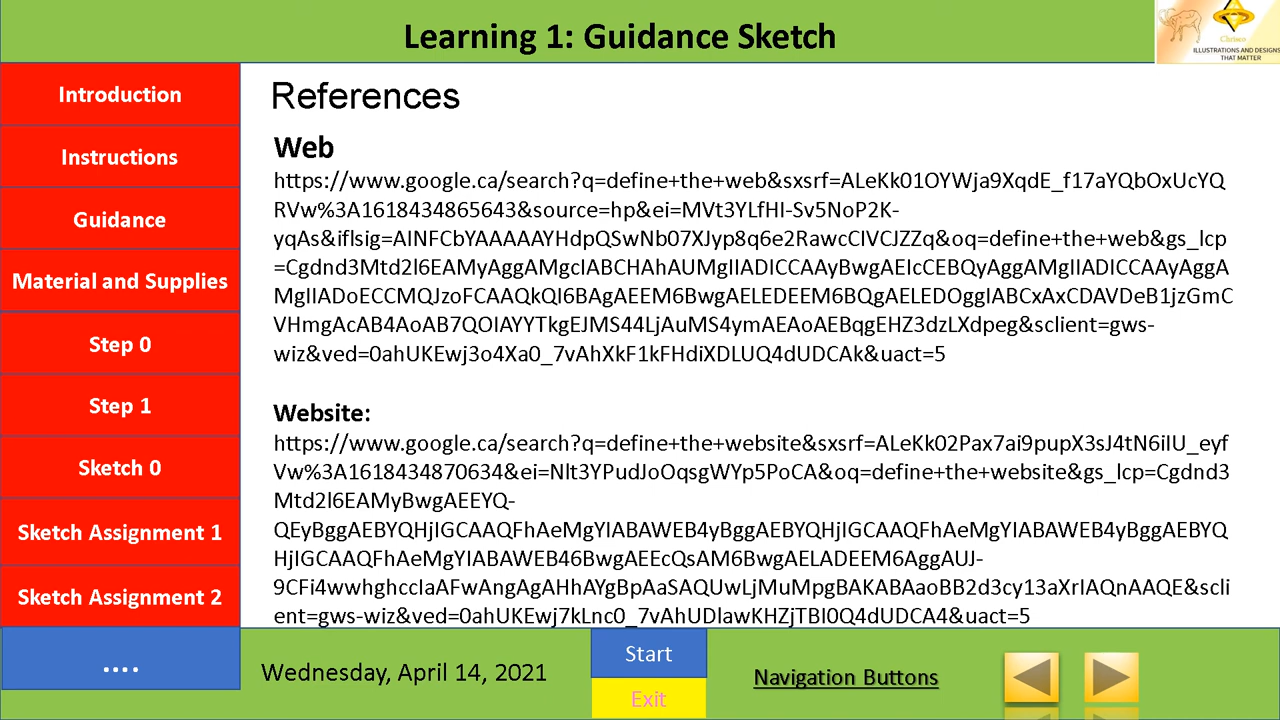 Learning 1: Guidance Sketch
Chrisco
ILLUSTRATIONS AND DESIGNS
THAT MATTER
Introduction
Instructions
Guidance
Material and Supplies
Step 0
Step 1
Sketch 0
Sketch Assignment 1
Sketch Assignment 2
....
References
Web
https://www.google.ca/search?q=define+the+web&sxsrf=ALeKk01OYWja9XqdE_f17aYQbOxUcYQ
RVw%3A1618434865643&source=hp&ei=MVt3YLfHI-Sv5NoP2K-
yqAs&iflsig=AINFCbYAAAAAYHdpQSwNb07XJyp8q6e2RawcCIVCJZZq&oq=define+the+web&gs_lcp
=Cgdnd3Mtd2l6EAMyAggAMgcIABCHAhAUMgIIADICCAAyBwgAEIcCEBQyAggAMgIIADICCAAyAggA
MgIIADoECCMQJzoFCAAQkQI6BAgAEEM6BwgAELEDEEM6BQgAELEDOggIABCxAxCDAVDeB1jzGmC
VHmgAcAB4AoAB7QOIAYYTkgEJMS44LjAuMS4ymAEAoAEBqgEHZ3dzLXdpeg&sclient=gws-
wiz&ved=0ahUKEwj3o4Xa0_7vAhXkF1kFHdiXDLUQ4dUDCAk&uact=5
Website:
https://www.google.ca/search?q=define+the+website&sxsrf=ALeKk02Pax7ai9pupX3sJ4tN6iIU_eyf
Vw%3A1618434870634&ei=Nlt3YPudJoOqsgWYp5PoCA&oq=define+the+website&gs_lcp=Cgdnd3
Mtd2l6EAMyBwgAEEYQ-
QEyBggAEBYQHjIGCAAQFhAeMgYIABAWEB4yBggAEBYQHjIGCAAQFhAeMgYIABAWEB4yBggAEBYQ
HjIGCAAQFhAeMgYIABAWEB46BwgAEEcQsAM6BwgAELADEEM6AggAUJ-
9CFi4wwhghccIaAFwAngAgAHhAYgBpAaSAQUwLjMuMpgBAKABAaoBB2d3cy13aXrIAQnAAQE&scli
ent=gws-wiz&ved=0ahUKEwj7kLnc0_7vAhUDlawKHZjTBI0Q4dUDCA4&uact=5
Wednesday, April 14, 2021
Start
Exit
Navigation Buttons